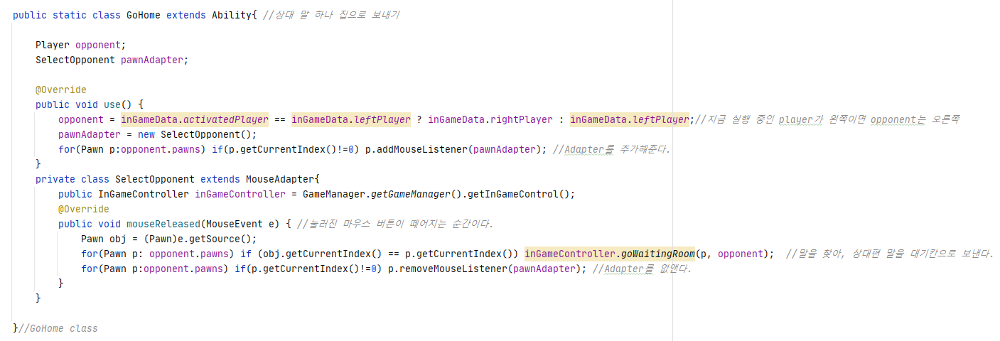 public static class GoHome extends Ability{ //상대 말 하나 집으로 보내기
Player opponent;
SelectOpponent pawnAdapter;
@Override
public void use() {
opponent = inGameData.activatedPlayer == inGameData.leftPlayer ? inGameData.rightPlayer : inGameData.leftPlayer;//지금 실행 중인 player가 왼쪽이면 opponent는 오른쪽
pawnAdapter = new SelectOpponent();
for(Pawn p:opponent.pawns) if(p.getCurrentIndex()!=0) p.addMouseListener(pawnAdapter); //Adapter를 추가해준다.
}
private class SelectOpponent extends MouseAdapter{
public InGameController inGameController = GameManager.getGameManager().getInGameControl();
@Override
public void mouseReleased(MouseEvent e) { //눌러진 마우스 버튼이 떼어지는 순간이다.
Pawn obj = (Pawn)e.getSource();
for(Pawn p: opponent.pawns) if (obj.getCurrentIndex() == p.getCurrentIndex()) inGameController.goWaitingRoom(p, opponent);  //말을 찾아, 상대편 말을 대기칸으로 보낸다.
for(Pawn p:opponent.pawns) if(p.getCurrentIndex()!=0) p.removeMouseListener(pawnAdapter); //Adapter를 없앤다.
}
}
}//GoHome class